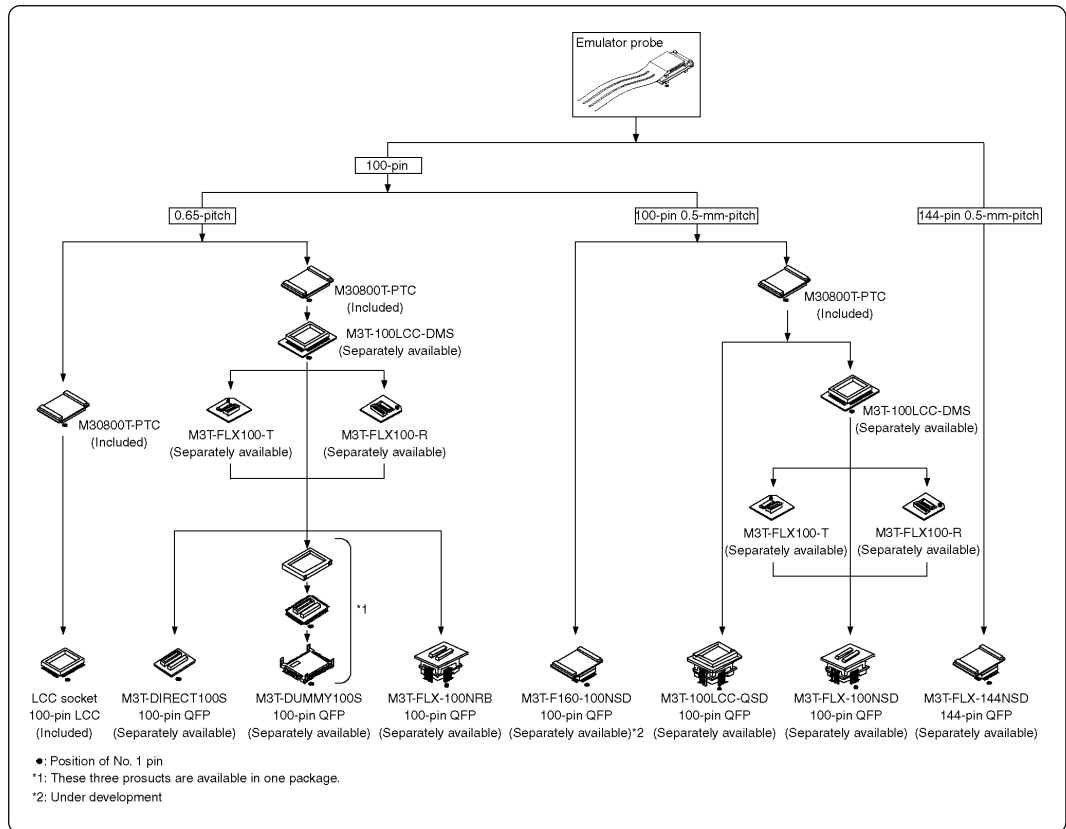 Emulator probe
100-pin
0.65-pitch
100-pin 0.5-mm-pitch
144-pin 0.5-mm-pitch
M30800T-PTC
(Included)
M3T-100LCC-DMS
(Separately available)
M30800T-PTC
(Included)
M3T-FLX100-T
(Separately available)
M3T-FLX100-R
(Separately available)
M30800T-PTC
(Included)
M3T-100LCC-DMS
(Separately available)
M3T-FLX100-T
(Separately available)
M3T-FLX100-R
(Separately available)
*1
LCC socket
100-pin LCC
(Included)
M3T-DIRECT100S
100-pin QFP
(Separately available)
M3T-DUMMY100S
100-pin QFP
(Separately available)
M3T-FLX-100NRB
100-pin QFP
(Separately available)
M3T-F160-100NSD
100-pin QFP
(Separately available)*2
M3T-100LCC-QSD
100-pin QFP
(Separately available)
M3T-FLX-100NSD
100-pin QFP
(Separately available)
M3T-FLX-144NSD
144-pin QFP
(Separately available)
●: Position of No. 1 pin
*1: These three prosucts are available in one package.
*2: Under development